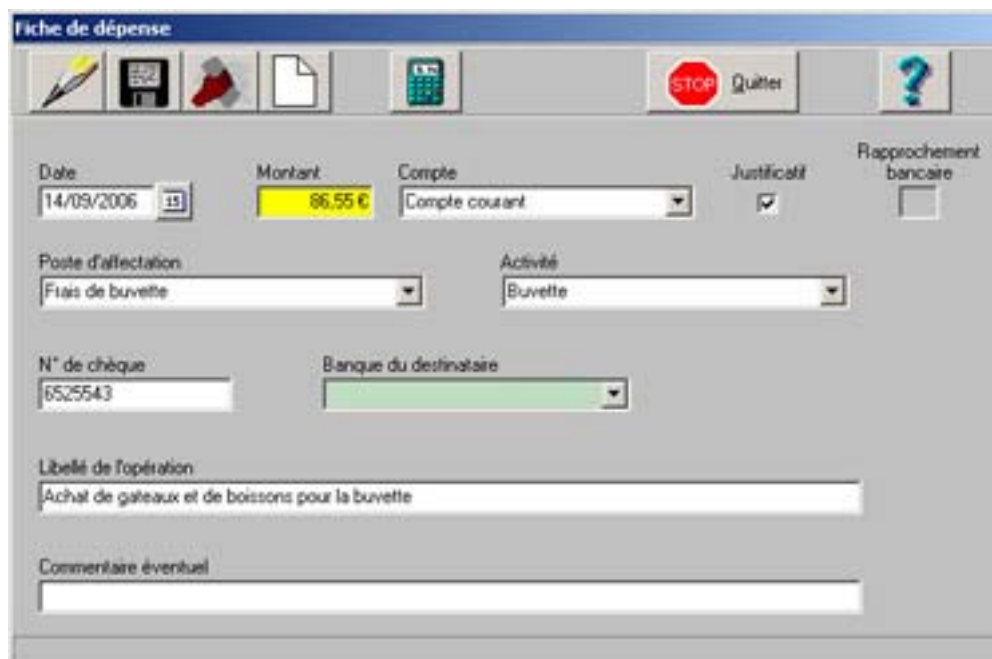 Fiche de dépense
STOP Quitter
Date
Montant
Compte
Justificatif
Rapprochement
bancaire
14/09/2006
15
86,55 €
Compte courant
Poste d'affectation
Activité
Frais de buvette
Buvette
N° de chèque
Banque du destinataire
6525543
Libellé de l'opération
Achat de gateaux et de boissons pour la buvette
Commentaire éventuel